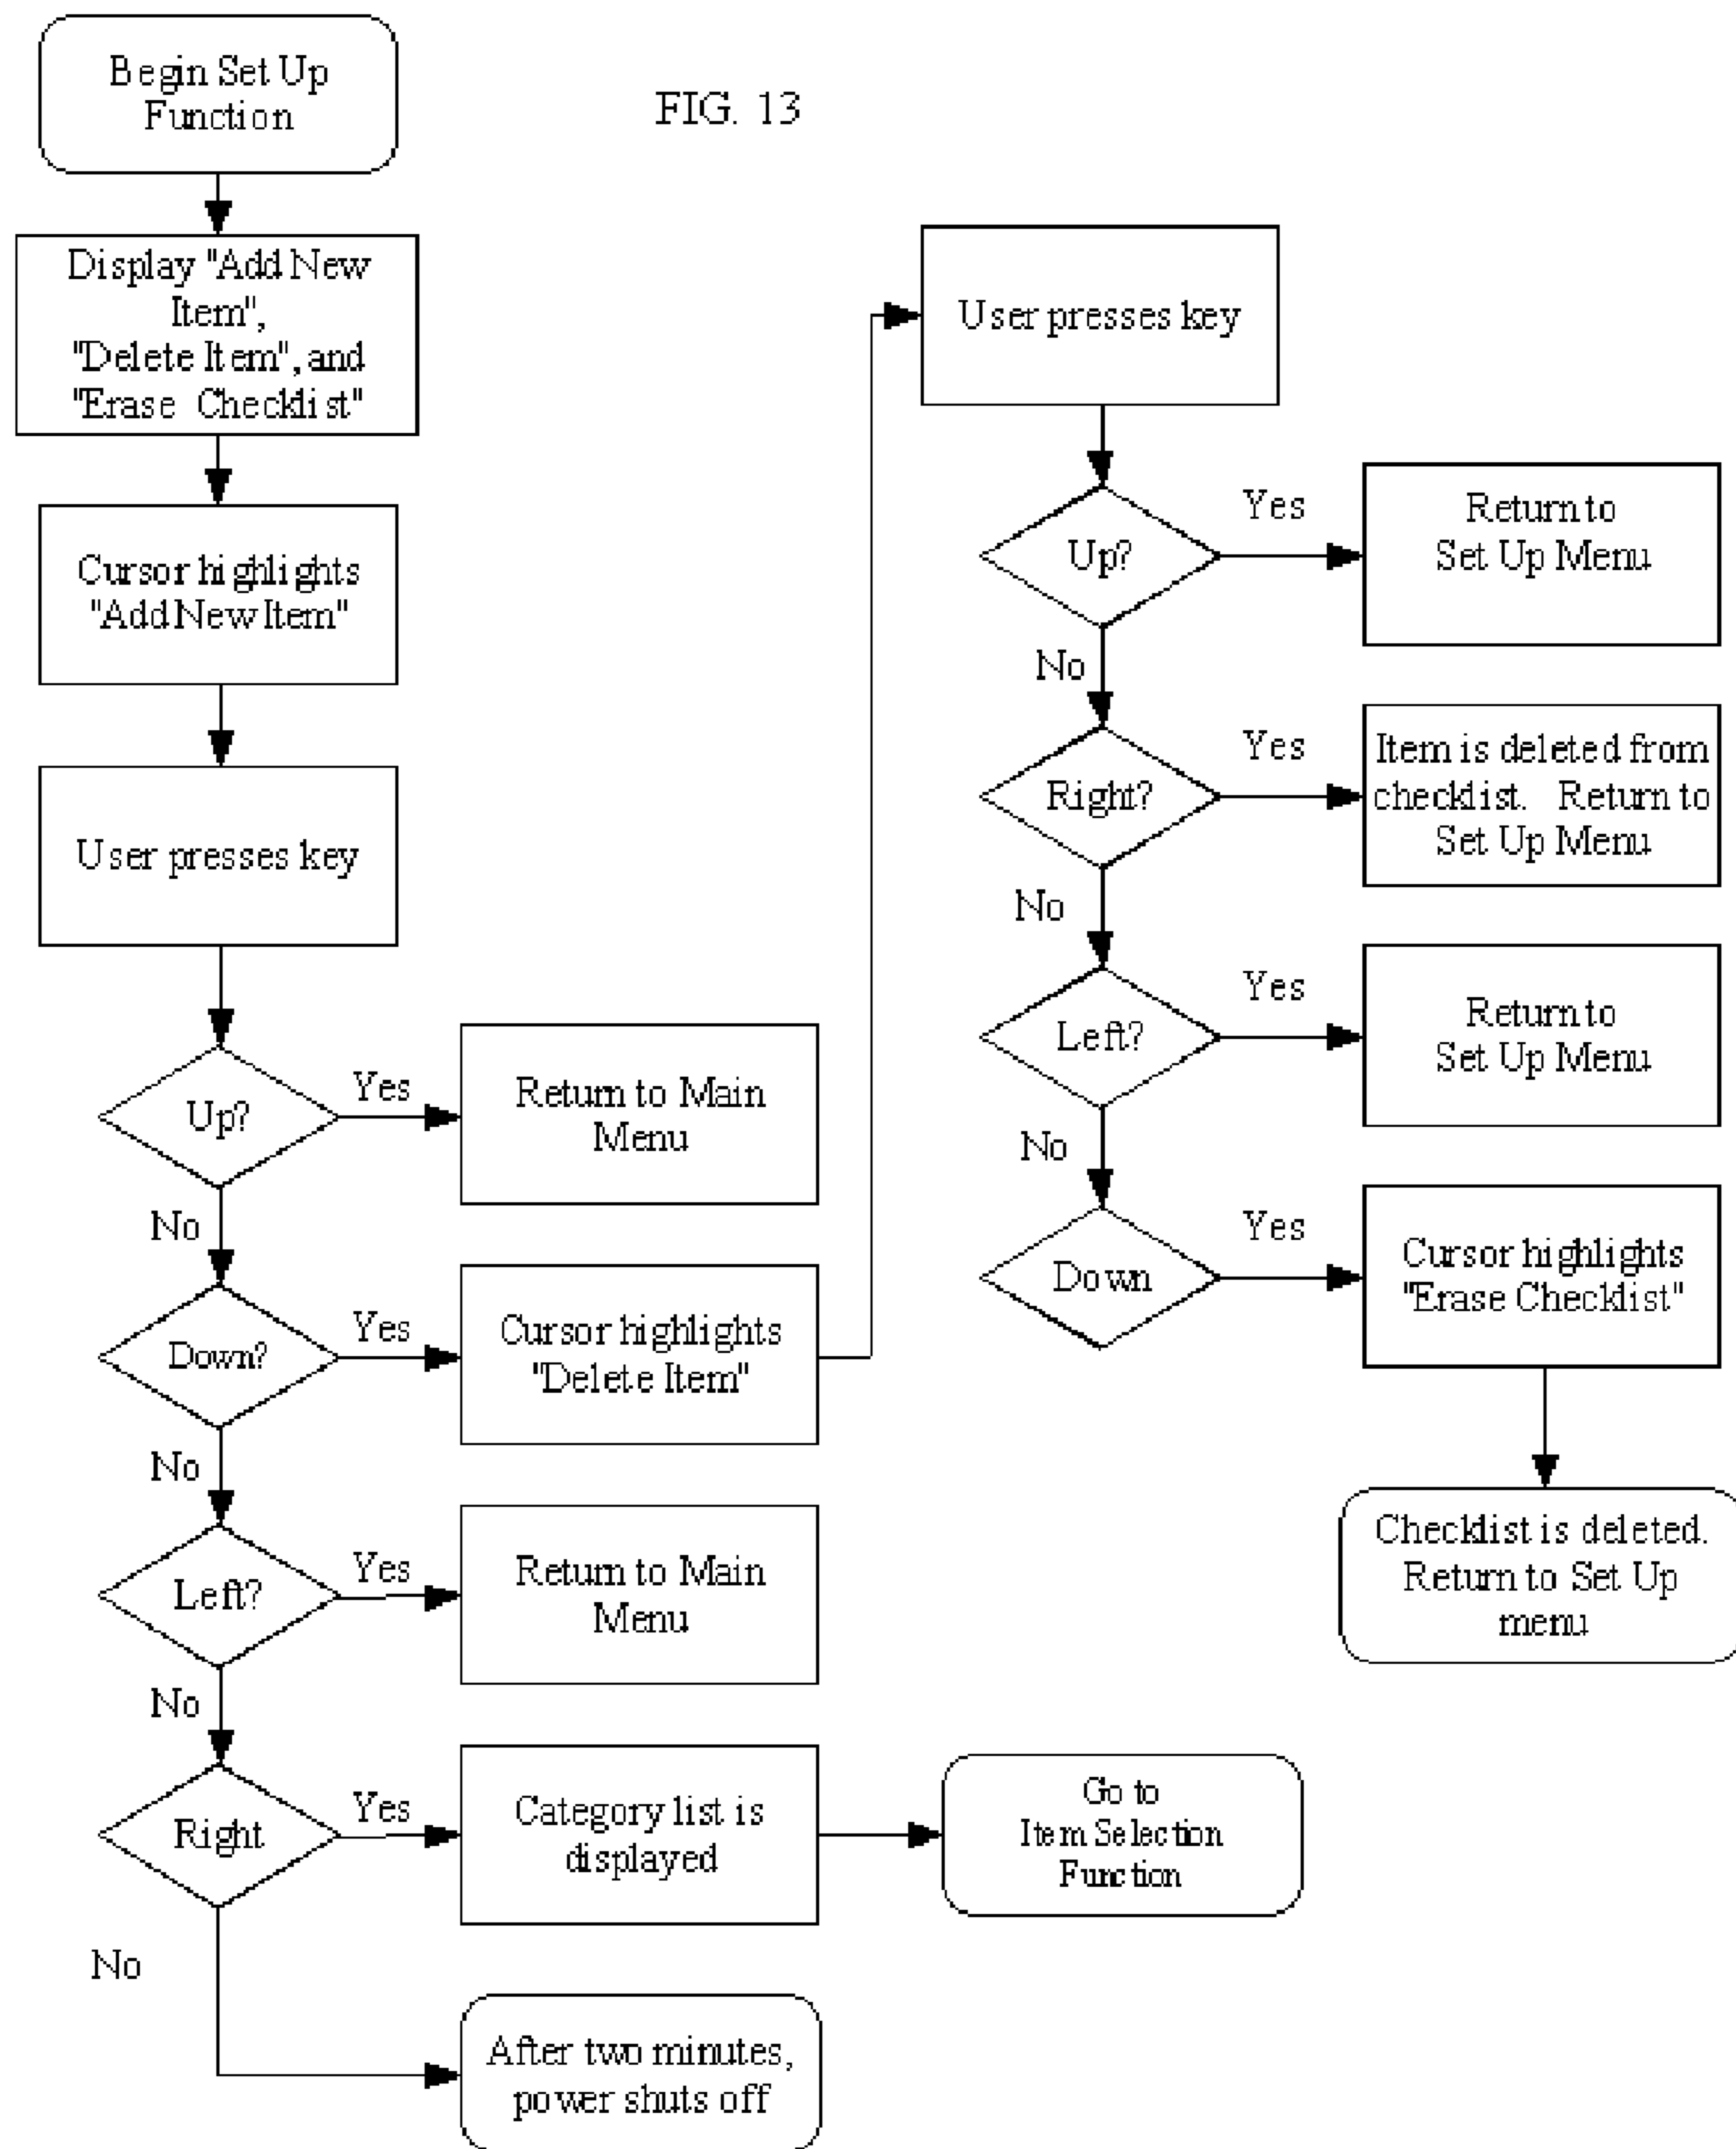 Begin Set Up
Function
FIG. 13
Display "Add New
Item",
"Delete Item", and
"Erase Checklist"
Cursor highlights
"Add New Item"
User presses key
Up?
Yes
Return to Main
Menu
No
Down?
Yes
Cursor highlights
"Delete Item"
No
Left?
Yes
Return to Main
Menu
No
Right
Yes
Category list is
displayed
Go to
Item Selection
Function
No
After two minutes,
power shuts off
User presses key
Up?
Yes
Return to
Set Up Menu
No
Right?
Yes
Item is deleted from
checklist. Return to
Set Up Menu
No
Left?
Yes
Return to
Set Up Menu
No
Down
Yes
Cursor highlights
"Erase Checklist"
Checklist is deleted.
Return to Set Up
menu